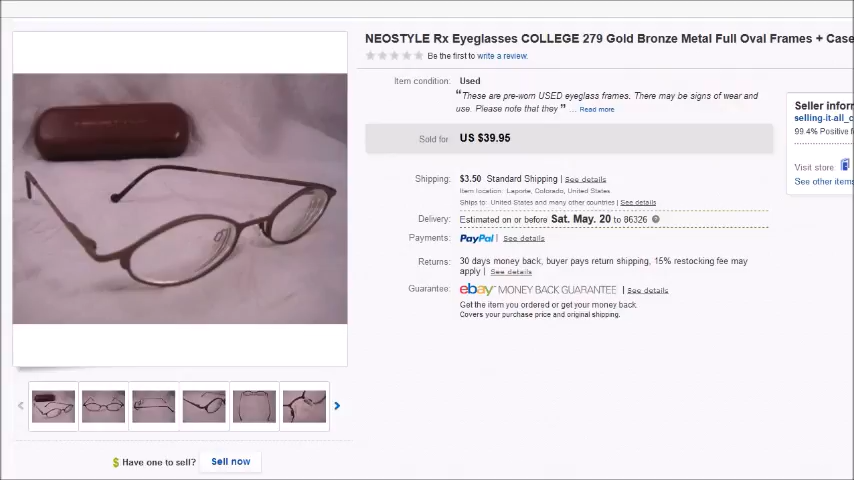 NEOSTYLE Rx Eyeglasses COLLEGE 279 Gold Bronze Metal Full Oval Frames + Case
Be the first to write a review.
Item condition: Used
"These are pre-worn USED eyeglass frames. There may be signs of wear and
use. Please note that they " ... Read more
Sold for: US $39.95
Shipping: $3.50 Standard Shipping | See details
Item location: Laporte, Colorado, United States
Ships to: United States and many other countries | See details
Delivery: Estimated on or before Sat. May. 20 to 86326
Payments: PayPal | See details
Returns: 30 days money back, buyer pays return shipping, 15% restocking fee may
apply | See details
Guarantee: ebay MONEY BACK GUARANTEE | See details
Get the item you ordered or get your money back.
Covers your purchase price and original shipping.
Seller infor
selling-it-all_c
99.4% Positive f
Visit store:
See other items
$ Have one to sell? Sell now